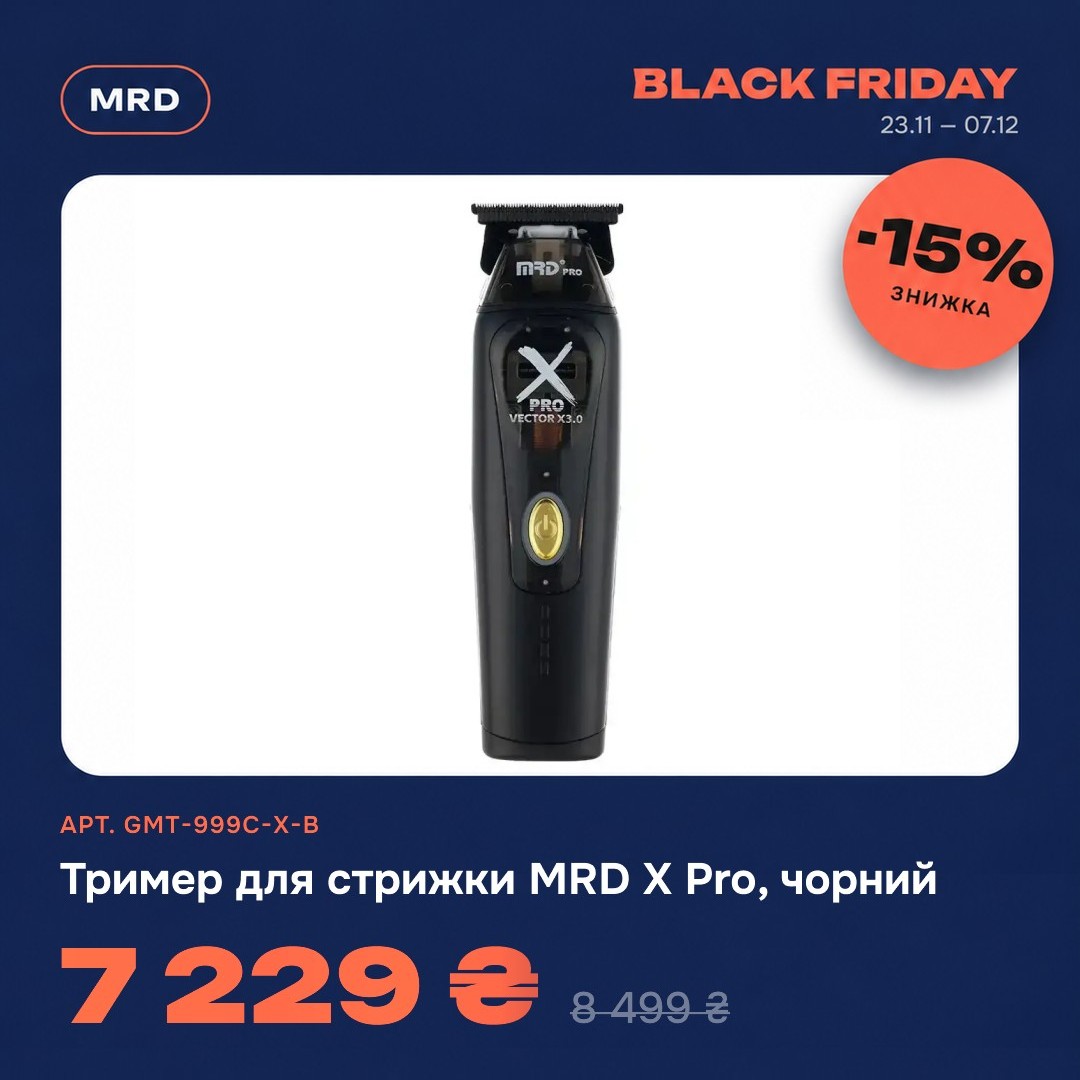 MRD
BLACK FRIDAY
23.11 — 07.12
-15%
ЗНИЖКА
MRD PRO
X
PRO
VECTOR X3.0
АРТ. GMT-999C-X-B
Тример для стрижки MRD X Pro, чорний
7 229 ₴ 8 499 ₴